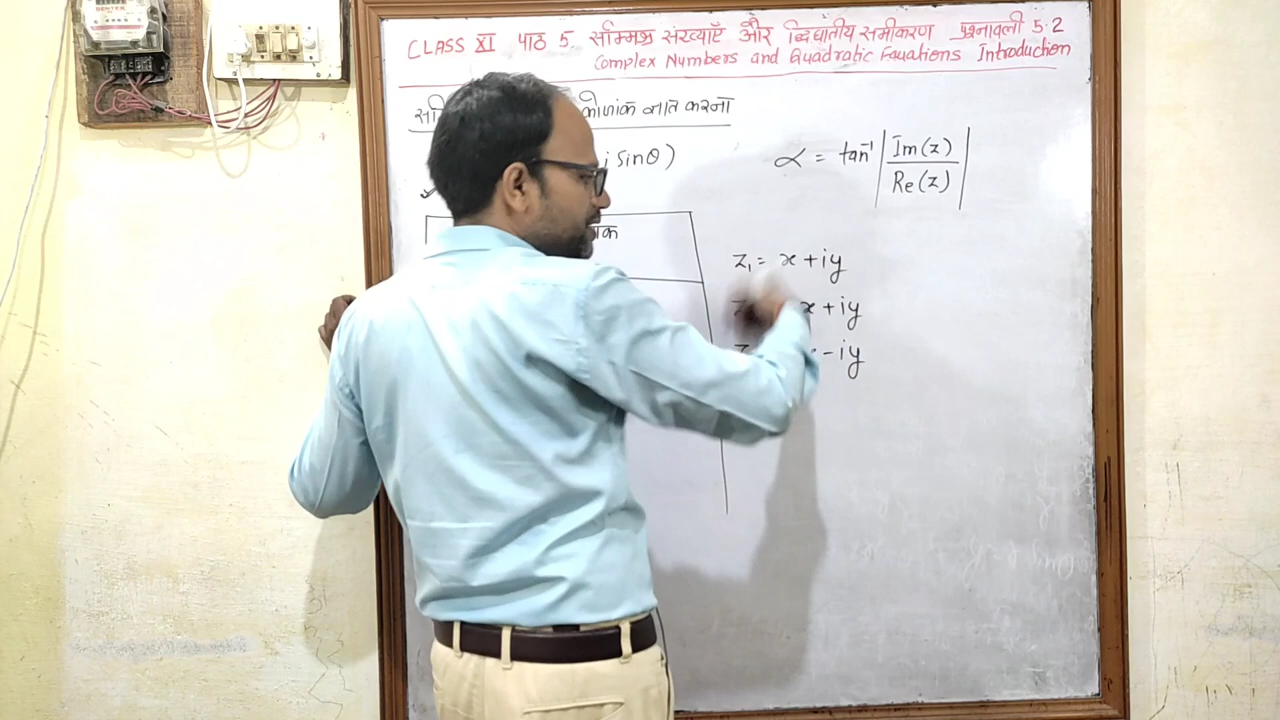 CLASS XI पाठ 5. सम्मिश्र संख्याएँ और द्विघातीय समीकरण प्रश्नावली 5.2
Complex Numbers and Quadratic Equations Introduction
कोणांक ज्ञात करना
i Sinθ)
α = tan⁻¹ |Im(z)/Re(z)|
z₁ = x + iy
x + iy
- iy